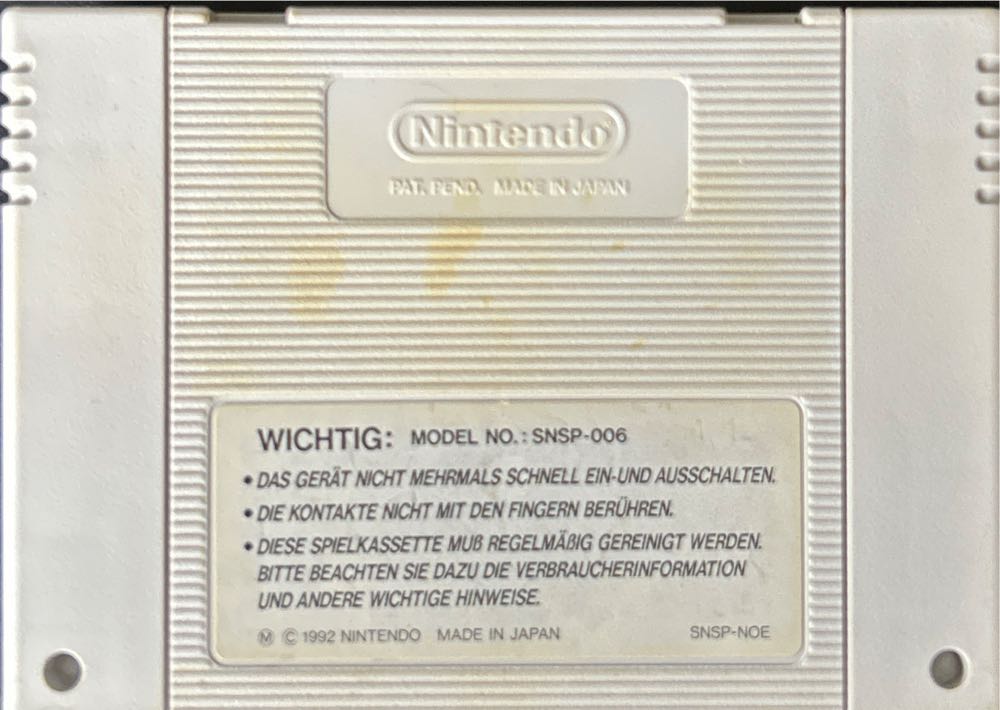 Nintendo®
PAT. PEND. MADE IN JAPAN
WICHTIG: MODEL NO.: SNSP-006
• DAS GERÄT NICHT MEHRMALS SCHNELL EIN-UND AUSSCHALTEN.
• DIE KONTAKTE NICHT MIT DEN FINGERN BERÜHREN.
• DIESE SPIELKASSETTE MUß REGELMÄßIG GEREINIGT WERDEN.
BITTE BEACHTEN SIE DAZU DIE VERBRAUCHERINFORMATION
UND ANDERE WICHTIGE HINWEISE.
Ⓜ © 1992 NINTENDO MADE IN JAPAN SNSP-NOE